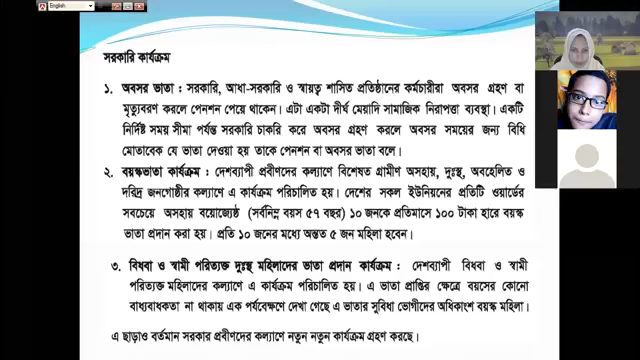 English
সরকারি কার্যক্রম
১। অবসর ভাতা : সরকারি, আধা-সরকারি ও স্বায়ত্ব শাসিত প্রতিষ্ঠানের কর্মচারীরা অবসর গ্রহণ বা
মৃত্যুবরণ করলে পেনশন পেয়ে থাকেন। এটা একটা দীর্ঘ মেয়াদি সামাজিক নিরাপত্তা ব্যবস্থা। একটি
নির্দিষ্ট সময় সীমা পর্যন্ত সরকারি চাকরি করে অবসর গ্রহণ করলে অবসর সময়ের জন্য বিধি
মোতাবেক যে ভাতা দেওয়া হয় তাকে পেনশন বা অবসর ভাতা বলে।
২। বয়স্কভাতা কার্যক্রম : দেশব্যাপী প্রবীণদের কল্যাণে বিশেষত গ্রামীণ অসহায়, দুঃস্থ, অবহেলিত ও
দরিদ্র জনগোষ্ঠীর কল্যাণে এ কার্যক্রম পরিচালিত হয়। দেশের সকল ইউনিয়নের প্রতিটি ওয়ার্ডের
সবচেয়ে অসহায় বয়োজ্যেষ্ঠ (সর্বনিম্ন বয়স ৫৭ বছর) ১০ জনকে প্রতিমাসে ১০০ টাকা হারে বয়স্ক
ভাতা প্রদান করা হয়। প্রতি ১০ জনের মধ্যে অন্তত ৫ জন মহিলা হবেন।
৩। বিধবা ও স্বামী পরিত্যক্ত দুঃস্থ মহিলাদের ভাতা প্রদান কার্যক্রম : দেশব্যাপী বিধবা ও স্বামী
পরিত্যক্ত মহিলাদের কল্যাণে এ কার্যক্রম পরিচালিত হয়। এ ভাতা প্রাপ্তির ক্ষেত্রে বয়সের কোনো
বাধ্যবাধকতা না থাকায় এক পর্যবেক্ষণে দেখা গেছে এ ভাতার সুবিধা ভোগীদের অধিকাংশ বয়স্ক মহিলা।
এ ছাড়াও বর্তমান সরকার প্রবীণদের কল্যাণে নতুন নতুন কার্যক্রম গ্রহণ করছে।